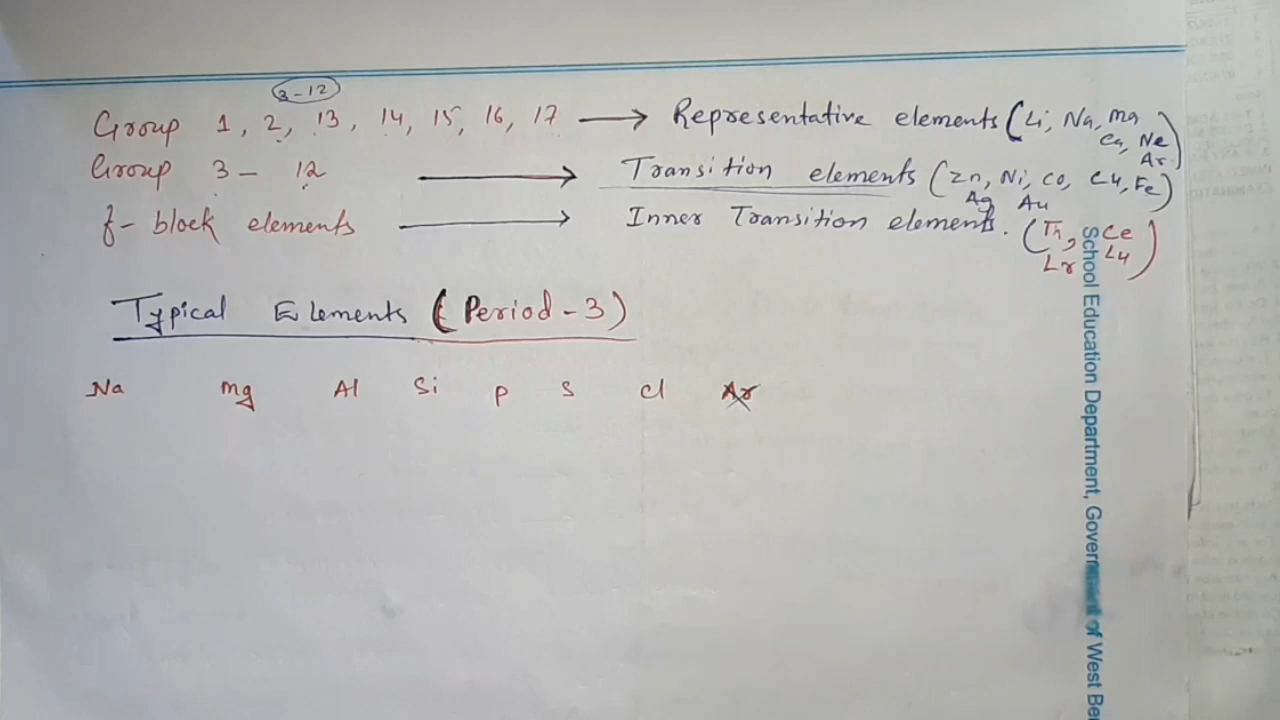 3-12
Group 1, 2, 13, 14, 15, 16, 17 → Representative elements (Li, Na, Mg
Ca, Ne
Ar)
Group 3 - 12 → Transition elements (Zn, Ni, Co, Cu, Fe)
Ag Au
f- block elements → Inner Transition elements. (Th, Ce
Lr Lu)
Typical Elements (Period - 3)
Na Mg Al Si P S Cl Ar
School Education Department, Government of West Be